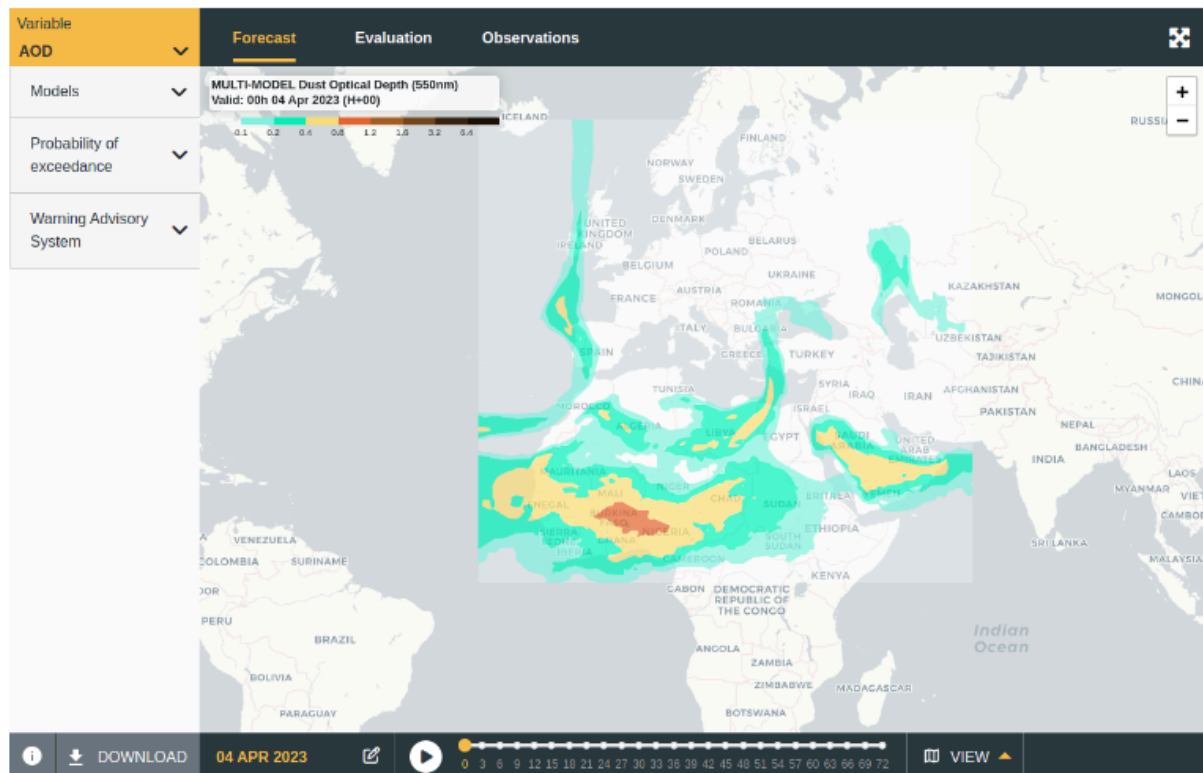 Variable
AOD
Forecast
Evaluation
Observations
Models
Probability of
exceedance
Warning Advisory
System
MULTI-MODEL Dust Optical Depth (550nm)
Valid: 00h 04 Apr 2023 (H+00)
0.1 0.2 0.4 0.8 1.2 1.6 3.2 6.4
+
−
ICELAND
RUSSIA
FINLAND
NORWAY
SWEDEN
UNITED
KINGDOM
DENMARK
IRELAND
BELARUS
POLAND
BELGIUM
UKRAINE
KAZAKHSTAN
AUSTRIA
FRANCE
ROMANIA
MONGOL
ITALY
BULGARIA
UZBEKISTAN
SPAIN
GREECE
TURKEY
TAJIKISTAN
CHINA
TUNISIA
SYRIA
IRAQ
IRAN
AFGHANISTAN
MOROCCO
ISRAEL
PAKISTAN
ALGERIA
LIBYA
EGYPT
SAUDI
ARABIA
UNITED
ARAB
EMIRATES
NEPAL
BANGLADESH
INDIA
LAOS
MAURITANIA
MALI
NIGER
CHAD
SUDAN
ERITREA
YEMEN
MYANMAR
VIET
SENEGAL
BURKINA
FASO
NIGERIA
CAMBOD
SIERRA
LEONE
GHANA
ETHIOPIA
SOUTH
SUDAN
LIBERIA
CAMEROON
SRI LANKA
VENEZUELA
COLOMBIA
SURINAME
MALAYSIA
KENYA
GABON
DEMOCRATIC
REPUBLIC OF
THE CONGO
DOR
PERU
BRAZIL
Indian
Ocean
ANGOLA
ZAMBIA
BOLIVIA
ZIMBABWE
MADAGASCAR
PARAGUAY
BOTSWANA
DOWNLOAD
04 APR 2023
0 3 6 9 12 15 18 21 24 27 30 33 36 39 42 45 48 51 54 57 60 63 66 69 72
VIEW